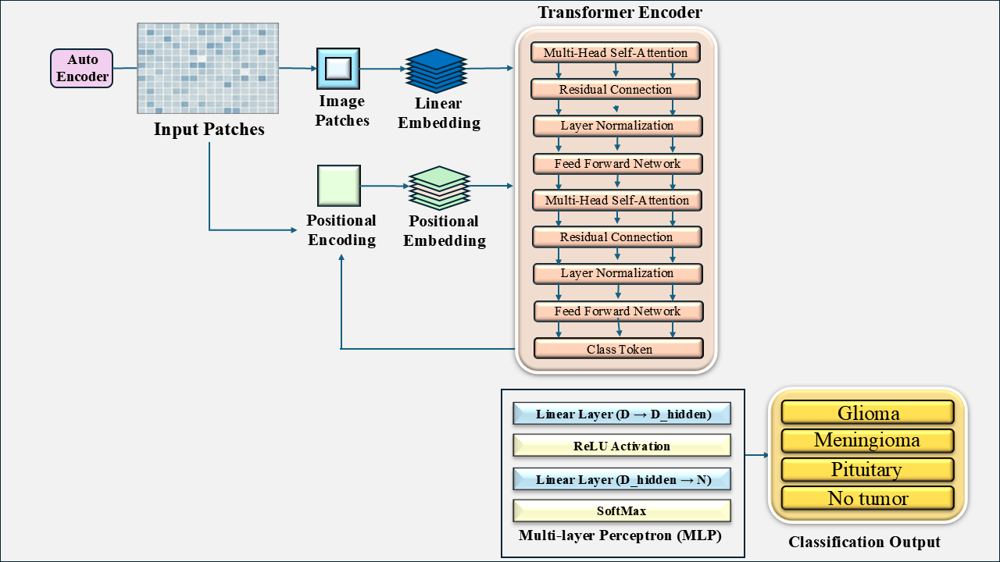 Transformer Encoder
Auto
Encoder
Input Patches
Image
Patches
Linear
Embedding
Positional
Encoding
Positional
Embedding
Multi-Head Self-Attention
Residual Connection
Layer Normalization
Feed Forward Network
Multi-Head Self-Attention
Residual Connection
Layer Normalization
Feed Forward Network
Class Token
Linear Layer (D → D_hidden)
ReLU Activation
Linear Layer (D_hidden → N)
SoftMax
Multi-layer Perceptron (MLP)
Glioma
Meningioma
Pituitary
No tumor
Classification Output